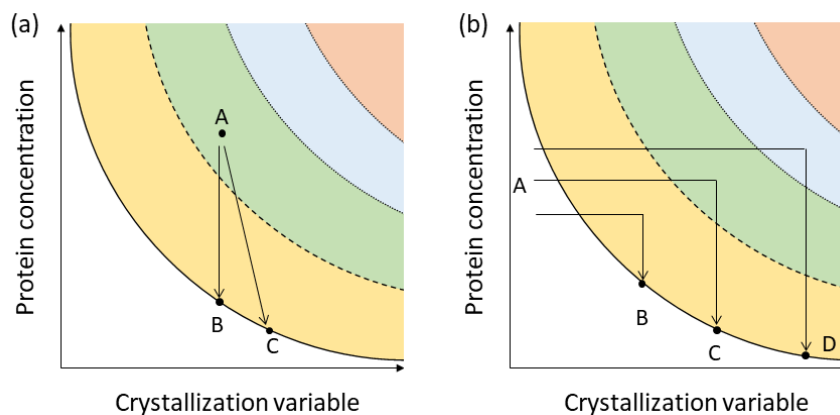 (a)
Protein concentration
A
B
C
Crystallization variable
(b)
Protein concentration
A
B
C
D
Crystallization variable